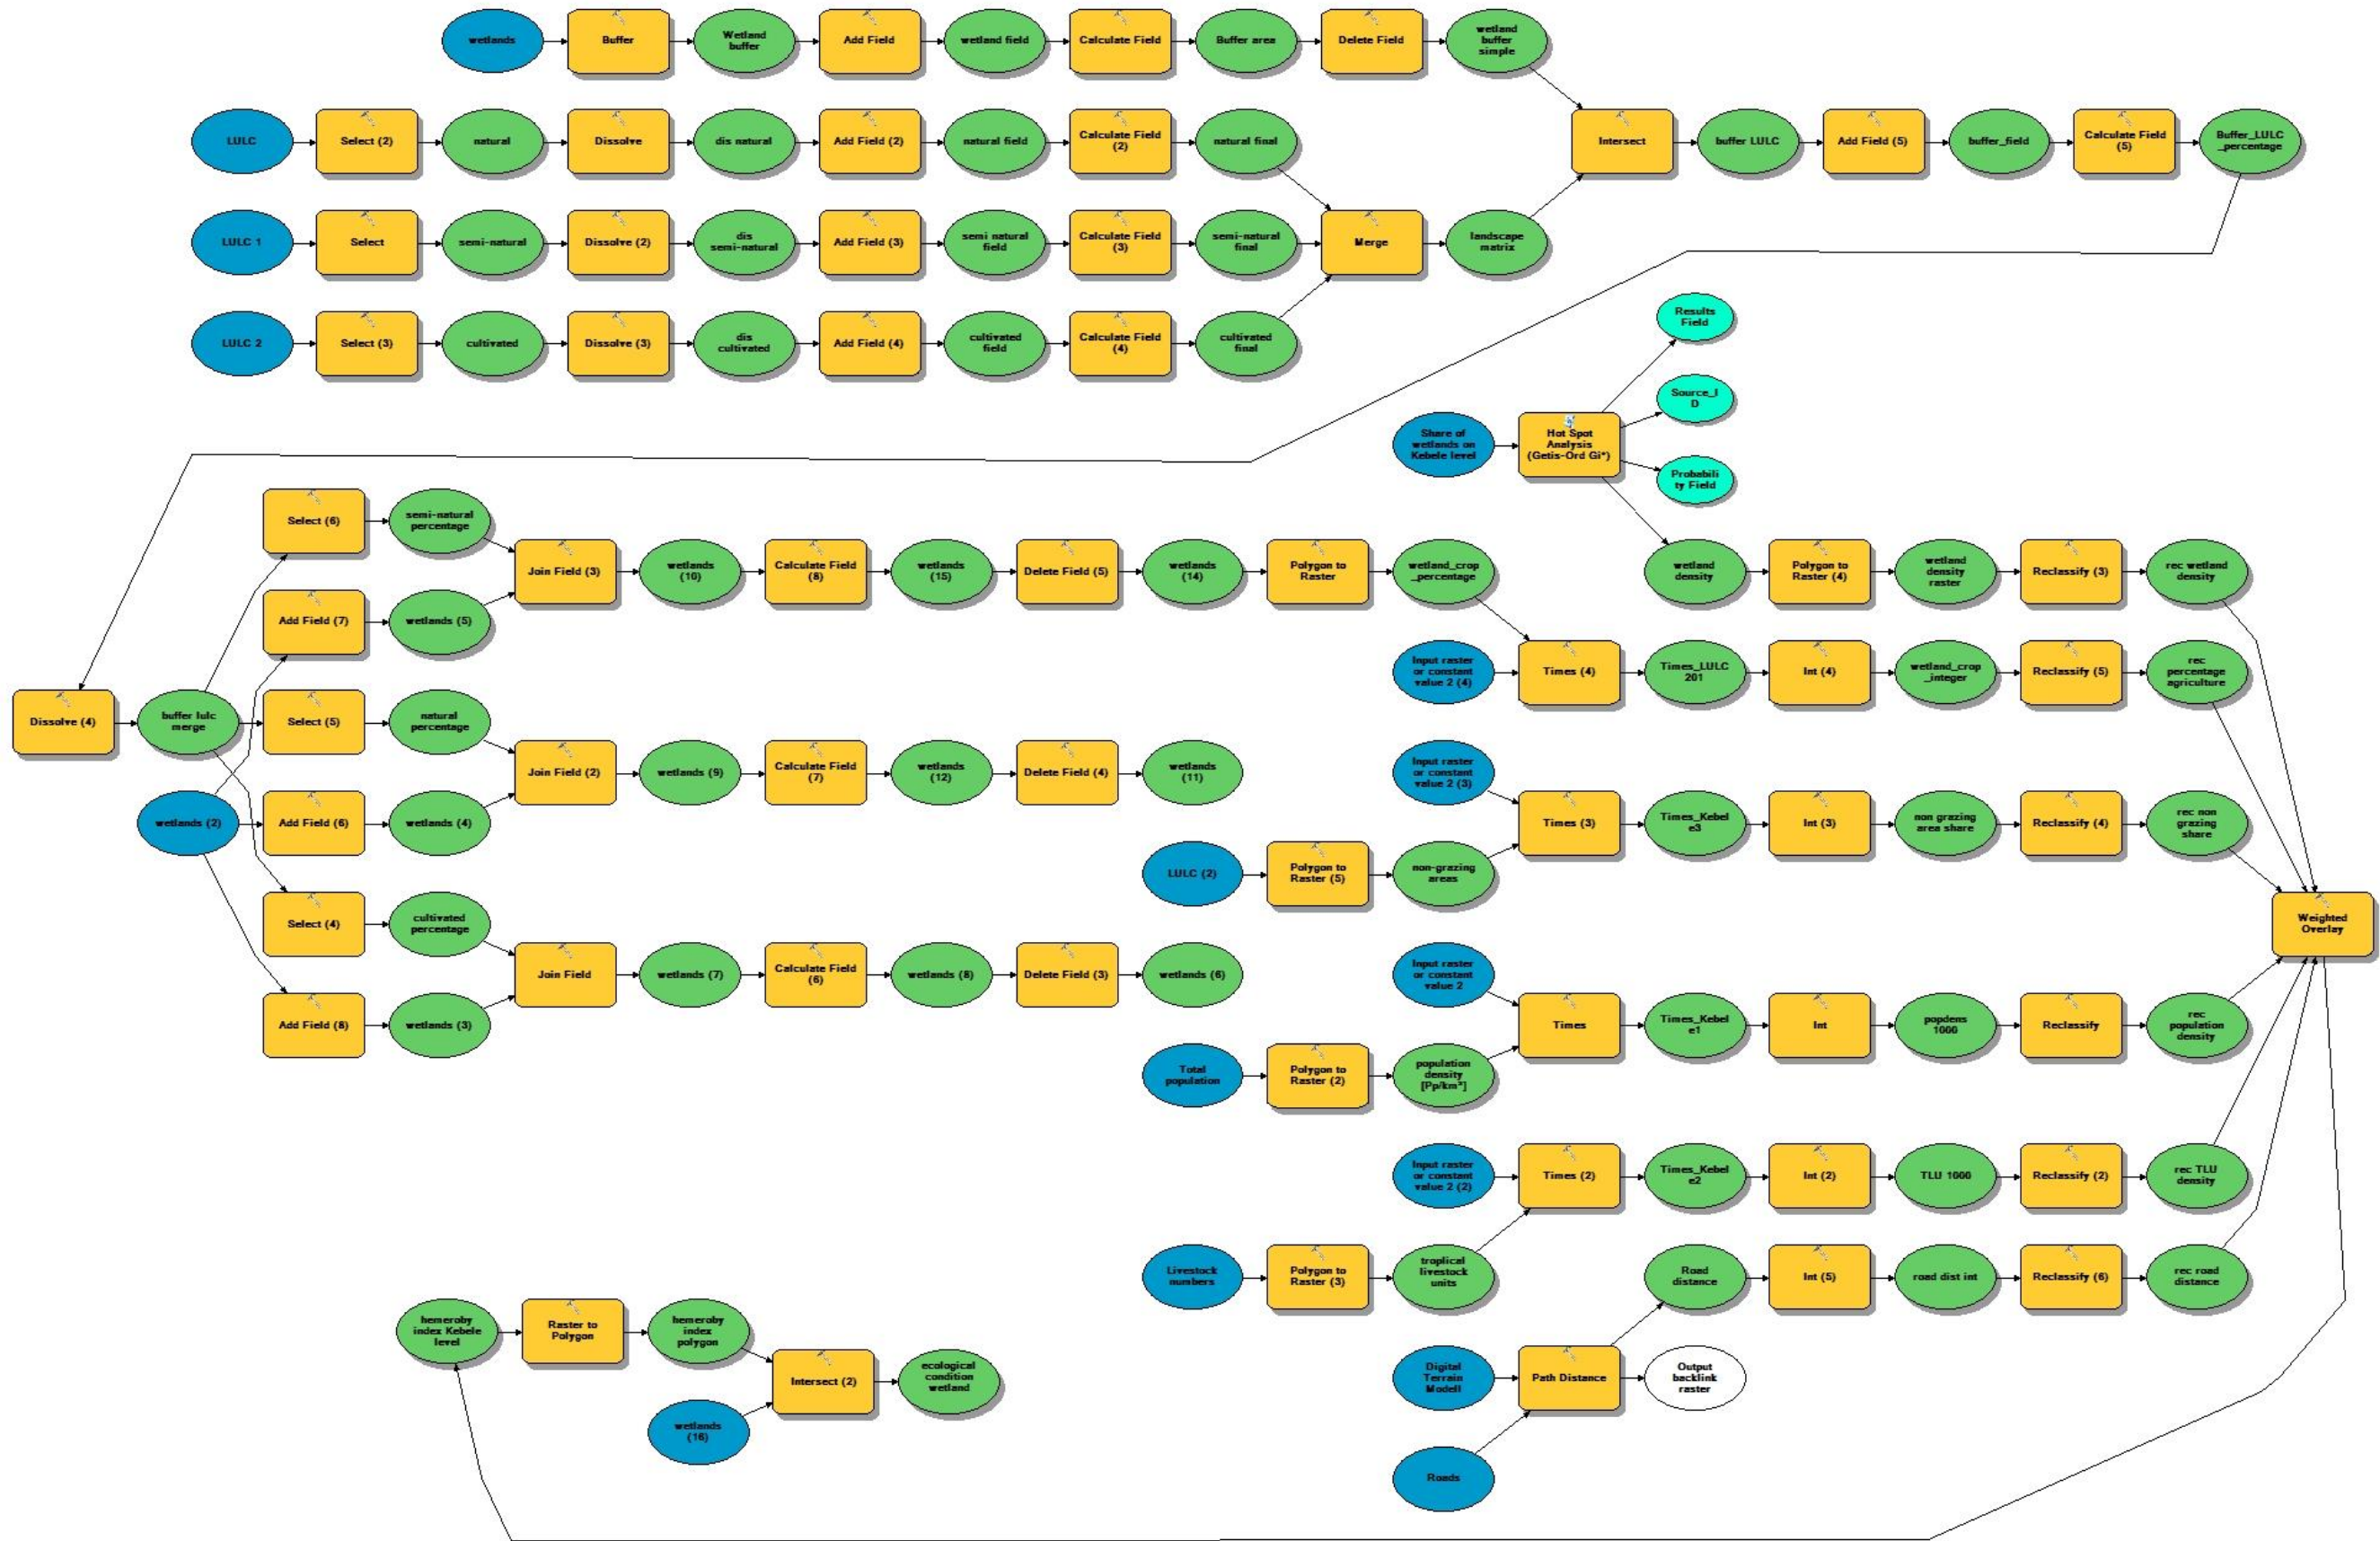 wetlands
Buffer
Wetland
buffer
Add Field
wetland field
Calculate Field
Buffer area
Delete Field
wetland
buffer
simple
LULC
Select (2)
natural
Dissolve
dis natural
Add Field (2)
natural field
Calculate Field
(2)
natural final
Intersect
buffer LULC
Add Field (5)
buffer_field
Calculate Field
(5)
Buffer_LULC
_percentage
LULC 1
Select
semi-natural
Dissolve (2)
dis
semi-natural
Add Field (3)
semi natural
field
Calculate Field
(3)
semi-natural
final
Merge
landscape
matrix
LULC 2
Select (3)
cultivated
Dissolve (3)
dis
cultivated
Add Field (4)
cultivated
field
Calculate Field
(4)
cultivated
final
Results
Field
Source_I
D
Share of
wetlands on
Kebele level
Hot Spot
Analysis
(Getis-Ord Gi*)
Probabili
ty Field
Select (6)
semi-natural
percentage
Join Field (3)
wetlands
(10)
Calculate Field
(8)
wetlands
(15)
Delete Field (5)
wetlands
(14)
Polygon to
Raster
wetland_crop
_percentage
wetland
density
Polygon to
Raster (4)
wetland
density
raster
Reclassify (3)
rec wetland
density
Add Field (7)
wetlands (5)
Input raster
or constant
value 2 (4)
Times (4)
Times_LULC
201
Int (4)
wetland_crop
_integer
Reclassify (5)
rec
percentage
agriculture
Dissolve (4)
buffer lulc
merge
Select (5)
natural
percentage
Join Field (2)
wetlands (9)
Calculate Field
(7)
wetlands
(12)
Delete Field (4)
wetlands
(11)
Input raster
or constant
value 2 (3)
wetlands (2)
Add Field (6)
wetlands (4)
Times (3)
Times_Kebel
e3
Int (3)
non grazing
area share
Reclassify (4)
rec non
grazing
share
LULC (2)
Polygon to
Raster (5)
non-grazing
areas
Select (4)
cultivated
percentage
Weighted
Overlay
Join Field
wetlands (7)
Calculate Field
(6)
wetlands (8)
Delete Field (3)
wetlands (6)
Input raster
or constant
value 2
Add Field (8)
wetlands (3)
Times
Times_Kebel
e1
Int
popdens
1000
Reclassify
rec
population
density
Total
population
Polygon to
Raster (2)
population
density
[Pp/km²]
Input raster
or constant
value 2 (2)
Times (2)
Times_Kebel
e2
Int (2)
TLU 1000
Reclassify (2)
rec TLU
density
Livestock
numbers
Polygon to
Raster (3)
troplical
livestock
units
Road
distance
Int (5)
road dist int
Reclassify (6)
rec road
distance
hemeroby
index Kebele
level
Raster to
Polygon
hemeroby
index
polygon
Intersect (2)
ecological
condition
wetland
Digital
Terrain
Modell
Path Distance
Output
backlink
raster
wetlands
(16)
Roads